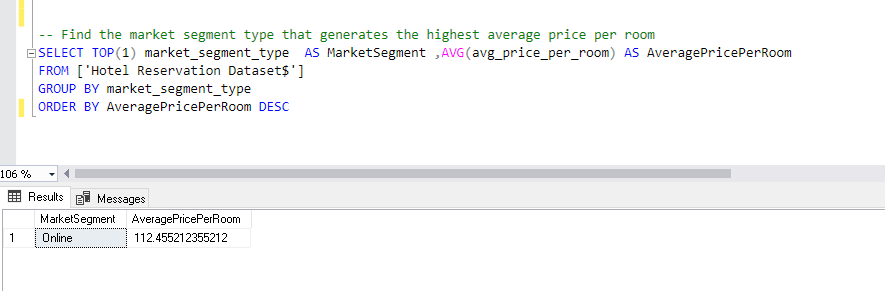 -- Find the market segment type that generates the highest average price per room
SELECT TOP(1) market_segment_type  AS MarketSegment ,AVG(avg_price_per_room) AS AveragePricePerRoom
FROM ['Hotel Reservation Dataset$']
GROUP BY market_segment_type
ORDER BY AveragePricePerRoom DESC
106 %
Results Messages
MarketSegment AveragePricePerRoom
1 Online 112.455212355212